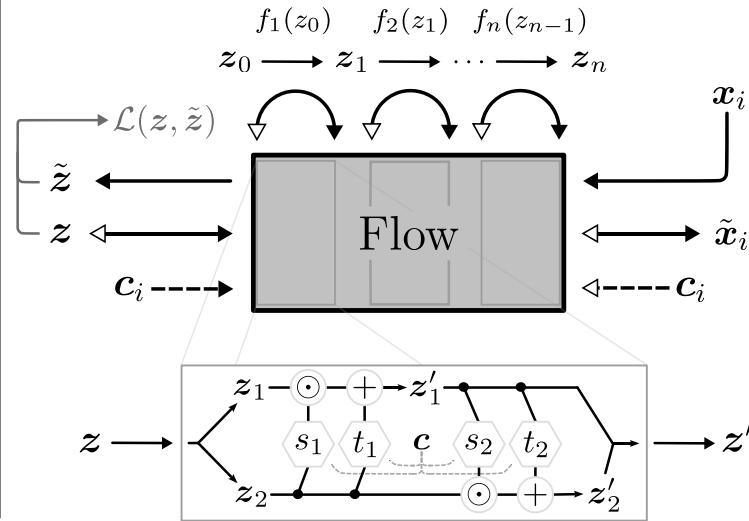 f₁(z₀) f₂(z₁) fₙ(zₙ₋₁)
z₀ z₁ ⋯ zₙ
xᵢ
ℒ(z, z̃)
z̃
z Flow x̃ᵢ
cᵢ cᵢ
z₁ ⊙ + z′₁
z s₁ t₁ c s₂ t₂ z′
z₂ ⊙ + z′₂